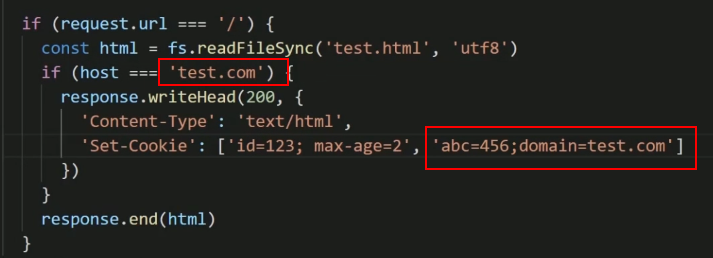 if (request.url === '/') {
const html = fs.readFileSync('test.html', 'utf8')
if (host === 'test.com') {
response.writeHead(200, {
'Content-Type': 'text/html',
'Set-Cookie': ['id=123; max-age=2', 'abc=456;domain=test.com']
})
}
response.end(html)
}